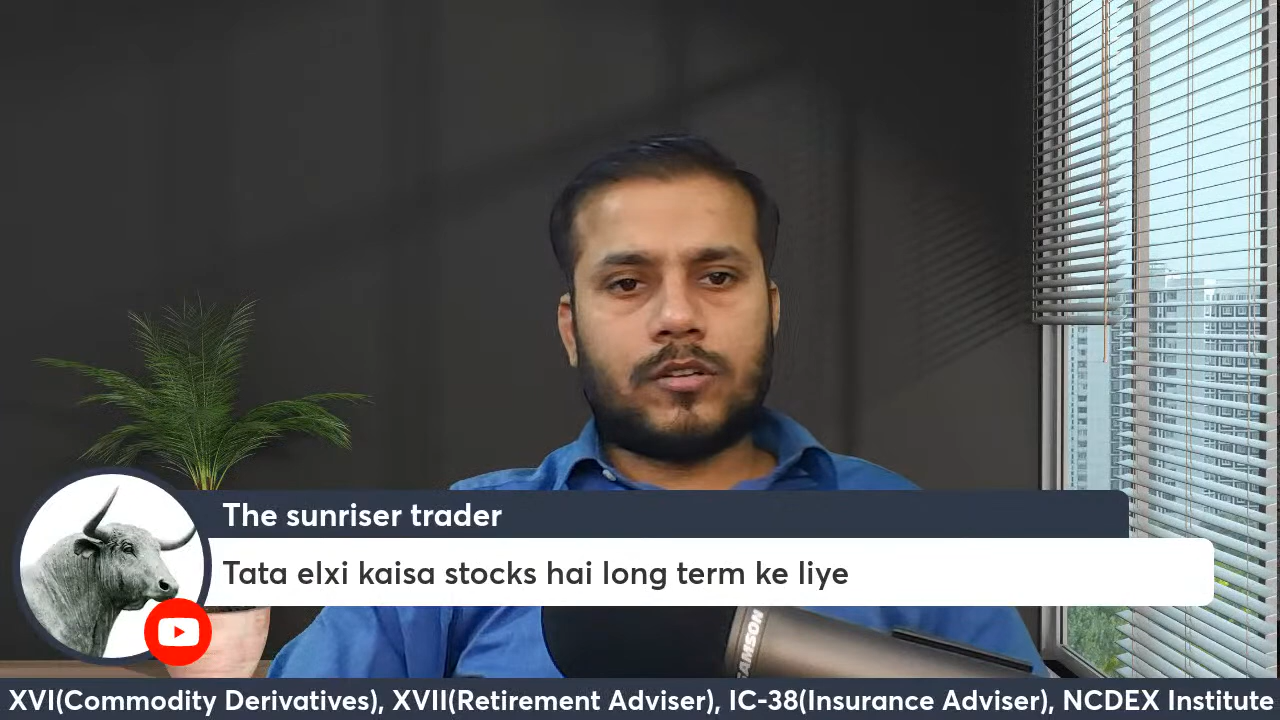 The sunriser trader
Tata elxi kaisa stocks hai long term ke liye
SAMSON
XVI(Commodity Derivatives), XVII(Retirement Adviser), IC-38(Insurance Adviser), NCDEX Institute